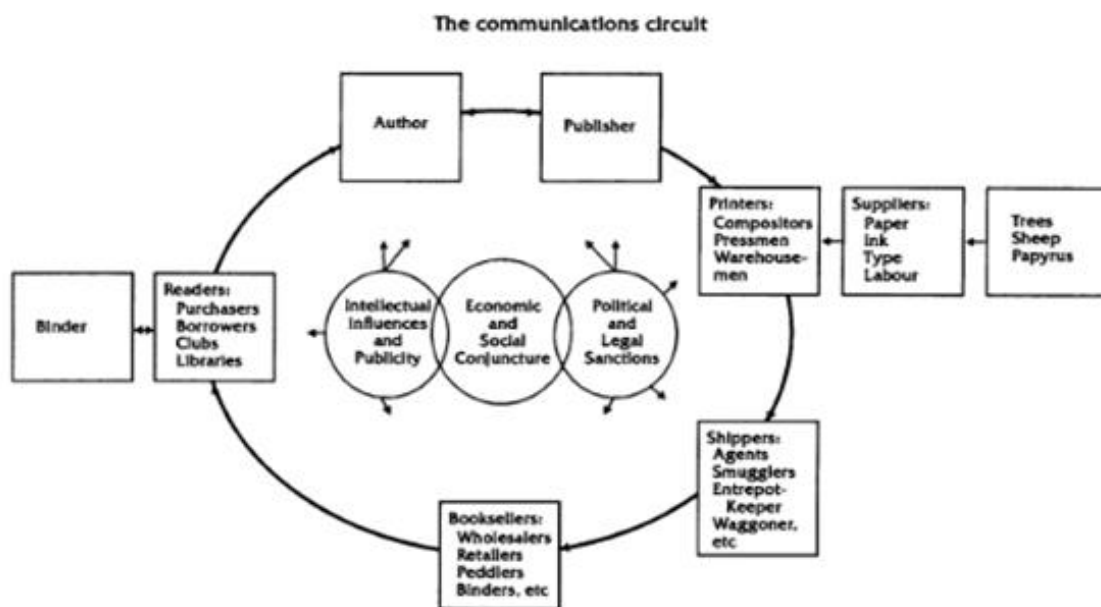 The communications circuit
Author
Publisher
Printers:
Compositors
Pressmen
Warehouse-
men
Suppliers:
Paper
Ink
Type
Labour
Trees
Sheep
Papyrus
Binder
Readers:
Purchasers
Borrowers
Clubs
Libraries
Intellectual
Influences
and
Publicity
Economic
and
Social
Conjuncture
Political
and
Legal
Sanctions
Shippers:
Agents
Smugglers
Entrepot-
Keeper
Waggoner,
etc
Booksellers:
Wholesalers
Retailers
Peddlers
Binders, etc